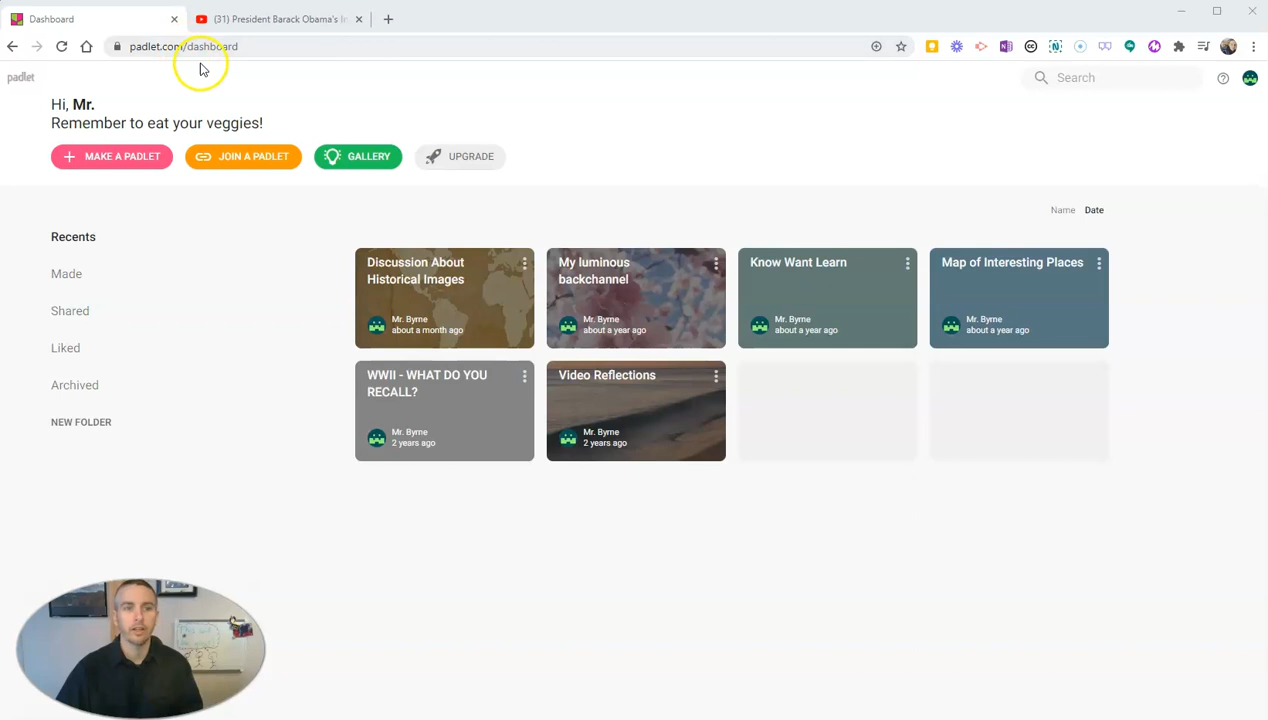 Dashboard
(31) President Barack Obama's In
padlet.com/dashboard
padlet
Search
Hi, Mr.
Remember to eat your veggies!
MAKE A PADLET
JOIN A PADLET
GALLERY
UPGRADE
Name Date
Recents
Made
Shared
Liked
Archived
NEW FOLDER
Discussion About
Historical Images
Mr. Byrne
about a month ago
My luminous
backchannel
Mr. Byrne
about a year ago
Know Want Learn
Mr. Byrne
about a year ago
Map of Interesting Places
Mr. Byrne
about a year ago
WWII - WHAT DO YOU
RECALL?
Mr. Byrne
2 years ago
Video Reflections
Mr. Byrne
2 years ago